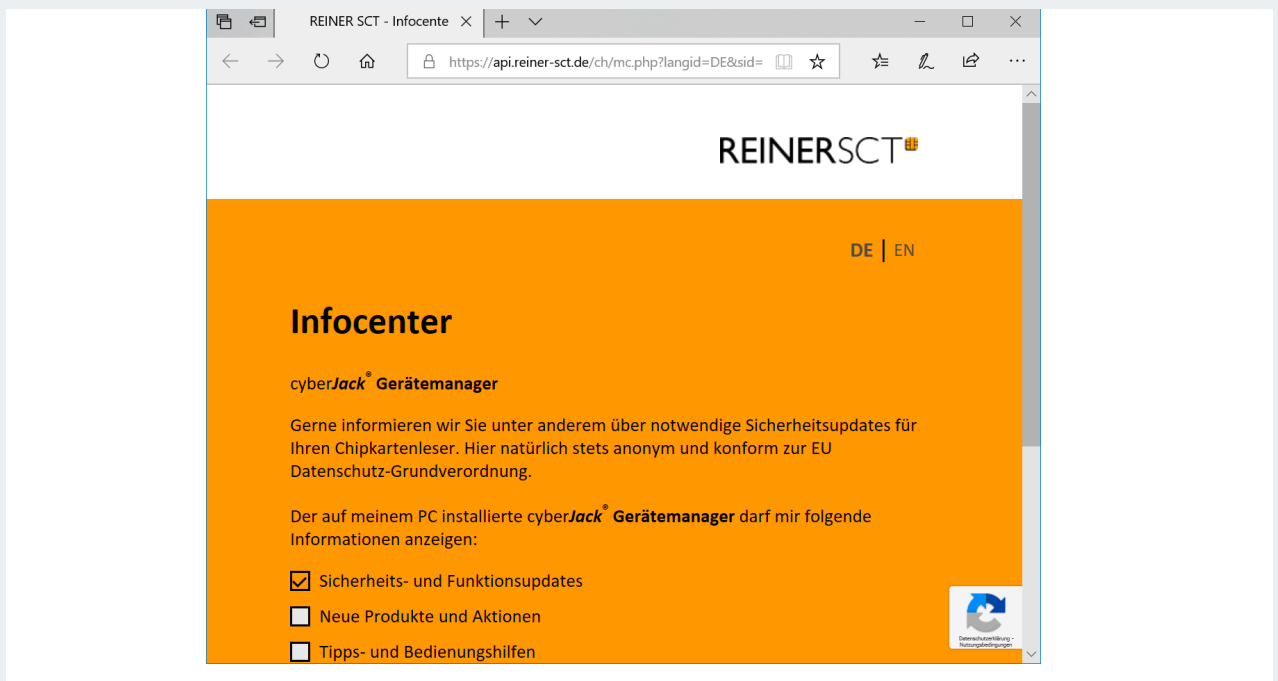 REINER SCT - Infocente
https://api.reiner-sct.de/ch/mc.php?langid=DE&sid=
REINERSCT
DE | EN
Infocenter
cyberJack® Gerätemanager
Gerne informieren wir Sie unter anderem über notwendige Sicherheitsupdates für
Ihren Chipkartenleser. Hier natürlich stets anonym und konform zur EU
Datenschutz-Grundverordnung.
Der auf meinem PC installierte cyberJack® Gerätemanager darf mir folgende
Informationen anzeigen:
Sicherheits- und Funktionsupdates
Neue Produkte und Aktionen
Tipps- und Bedienungshilfen
Datenschutzerklärung -
Nutzungsbedingungen